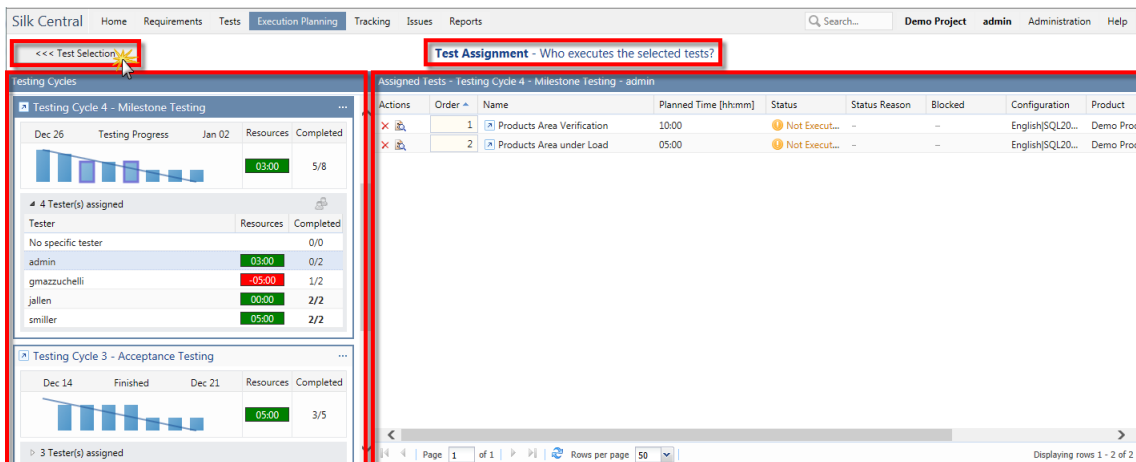 Silk Central Home Requirements Tests Execution Planning Tracking Issues Reports Search... Demo Project admin Administration Help
<<< Test Selection Test Assignment - Who executes the selected tests?
Testing Cycles
Testing Cycle 4 - Milestone Testing ...
Dec 26 Testing Progress Jan 02 Resources Completed
03:00 5/8
4 Tester(s) assigned
Tester Resources Completed
No specific tester 0/0
admin 03:00 0/2
gmazzuchelli -05:00 1/2
jallen 00:00 2/2
smiller 05:00 2/2
Testing Cycle 3 - Acceptance Testing ...
Dec 14 Finished Dec 21 Resources Completed
05:00 3/5
3 Tester(s) assigned
Assigned Tests - Testing Cycle 4 - Milestone Testing - admin
Actions Order Name Planned Time [hh:mm] Status Status Reason Blocked Configuration Product
1 Products Area Verification 10:00 Not Execut... – – English|SQL20... Demo Prod
2 Products Area under Load 05:00 Not Execut... – – English|SQL20... Demo Prod
Page 1 of 1 Rows per page 50 Displaying rows 1 - 2 of 2